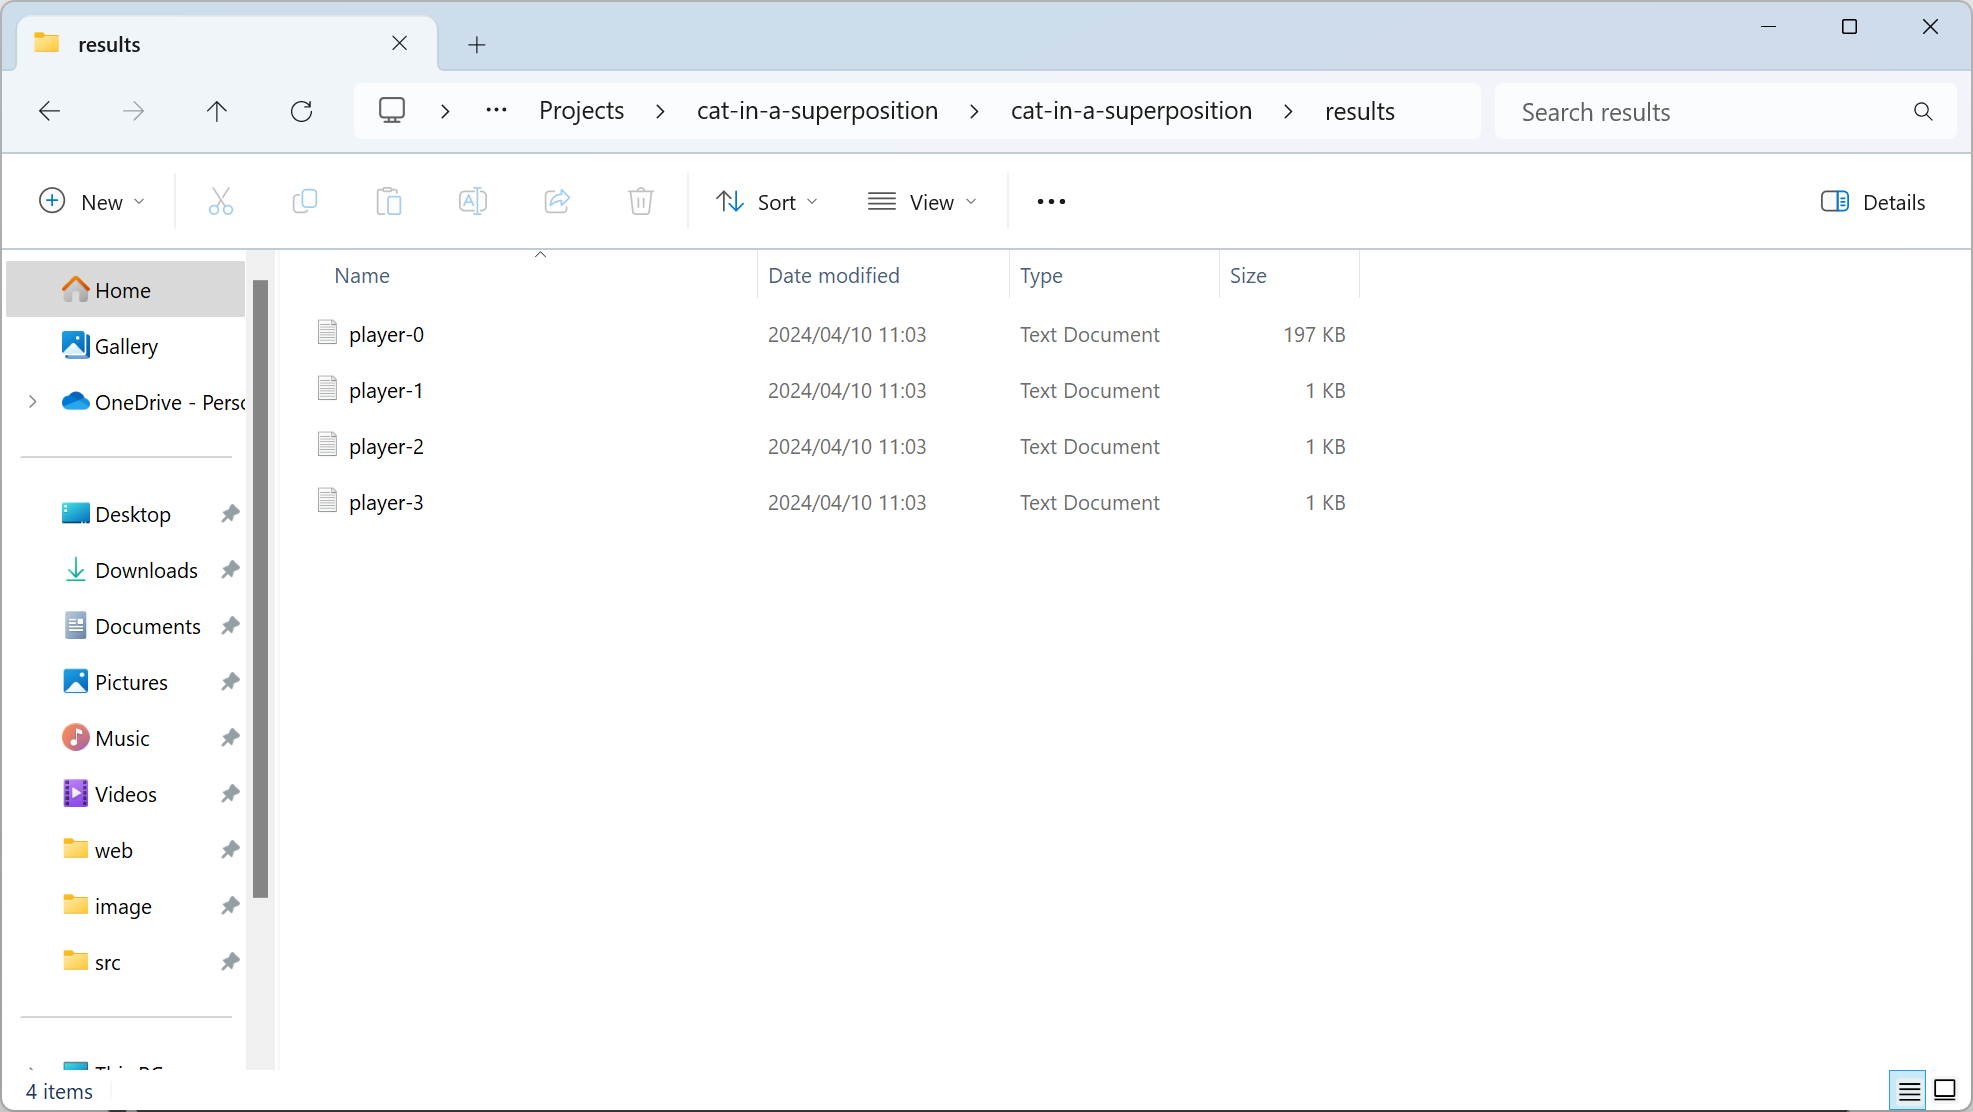 results
Projects > cat-in-a-superposition > cat-in-a-superposition > results
Search results
New
Sort
View
Details
Name Date modified Type Size
player-0 2024/04/10 11:03 Text Document 197 KB
player-1 2024/04/10 11:03 Text Document 1 KB
player-2 2024/04/10 11:03 Text Document 1 KB
player-3 2024/04/10 11:03 Text Document 1 KB
Home
Gallery
OneDrive - Perso
Desktop
Downloads
Documents
Pictures
Music
Videos
web
image
src
This PC
4 items